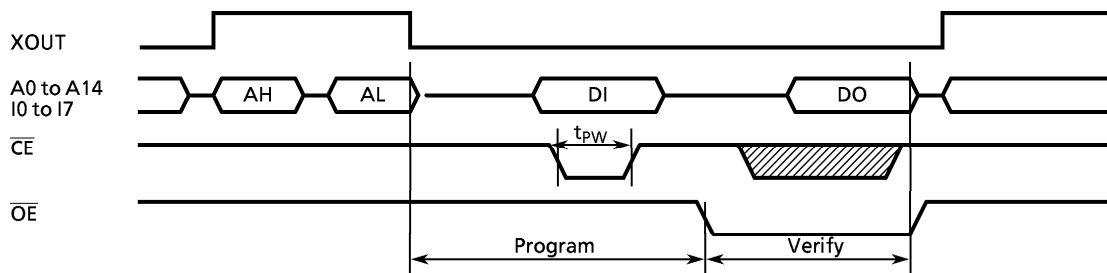 XOUT
A0 to A14
I0 to I7
AH
AL
DI
DO
CE
tPW
OE
Program
Verify